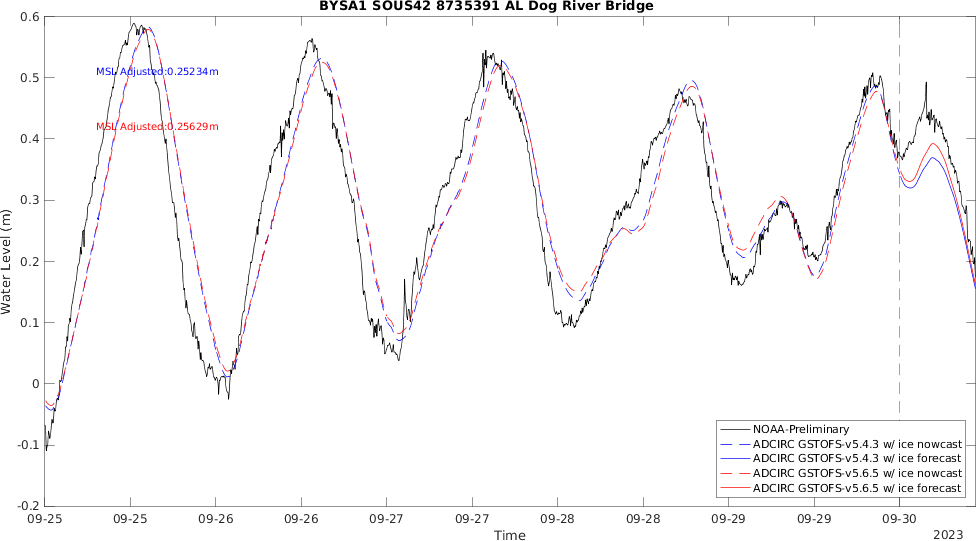 BYSA1 SOUS42 8735391 AL Dog River Bridge
0.6
0.5
0.4
0.3
0.2
0.1
0
-0.1
-0.2
Water Level (m)
MSL Adjusted:0.25234m
MSL Adjusted:0.25629m
NOAA-Preliminary
ADCIRC GSTOFS-v5.4.3 w/ ice nowcast
ADCIRC GSTOFS-v5.4.3 w/ ice forecast
ADCIRC GSTOFS-v5.6.5 w/ ice nowcast
ADCIRC GSTOFS-v5.6.5 w/ ice forecast
09-25 09-25 09-26 09-26 09-27 09-27 09-28 09-28 09-29 09-29 09-30
Time
2023